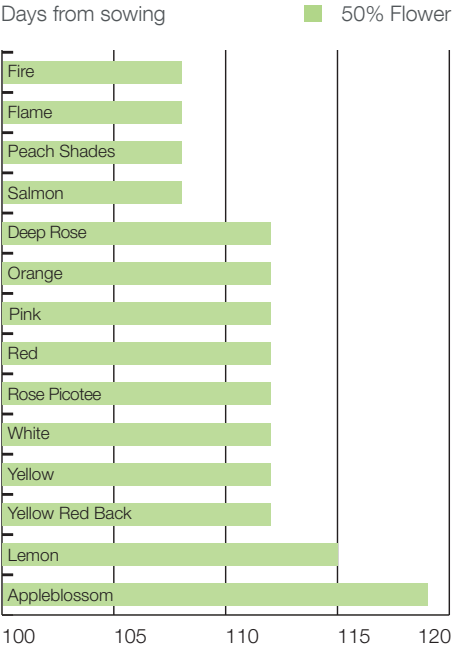 Days from sowing 50% Flower
Fire
Flame
Peach Shades
Salmon
Deep Rose
Orange
Pink
Red
Rose Picotee
White
Yellow
Yellow Red Back
Lemon
Appleblossom
100 105 110 115 120